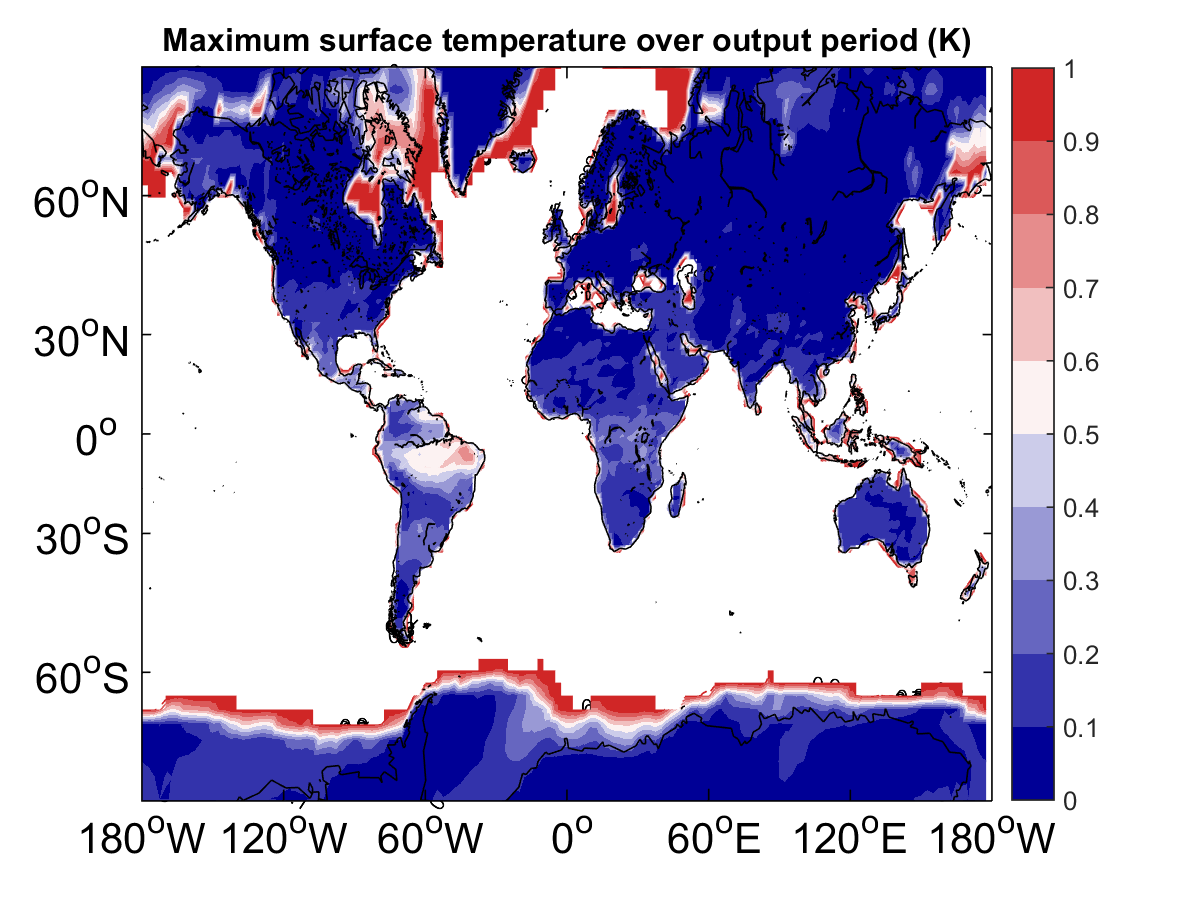 Maximum surface temperature over output period (K)
60°N
30°N
0°
30°S
60°S
180°W 120°W 60°W 0° 60°E 120°E 180°W
1
0.9
0.8
0.7
0.6
0.5
0.4
0.3
0.2
0.1
0